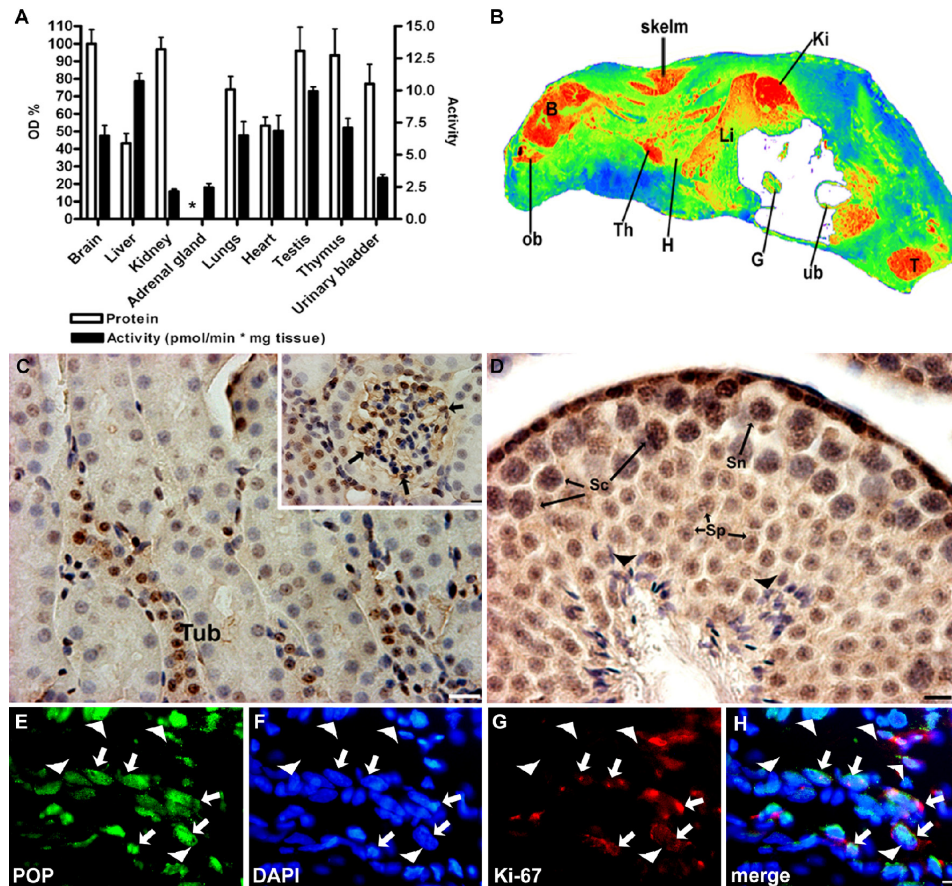 A
110
100
90
80
70
60
50
40
30
20
10
0
OD %
15.0
12.5
10.0
7.5
5.0
2.5
0.0
Activity
*
Brain
Liver
Kidney
Adrenal gland
Lungs
Heart
Testis
Thymus
Urinary bladder
Protein
Activity (pmol/min * mg tissue)
B
skelm
Ki
B
Li
ob
Th
H
G
ub
T
C
Tub
D
Sc
Sn
Sp
E
POP
F
DAPI
G
Ki-67
H
merge